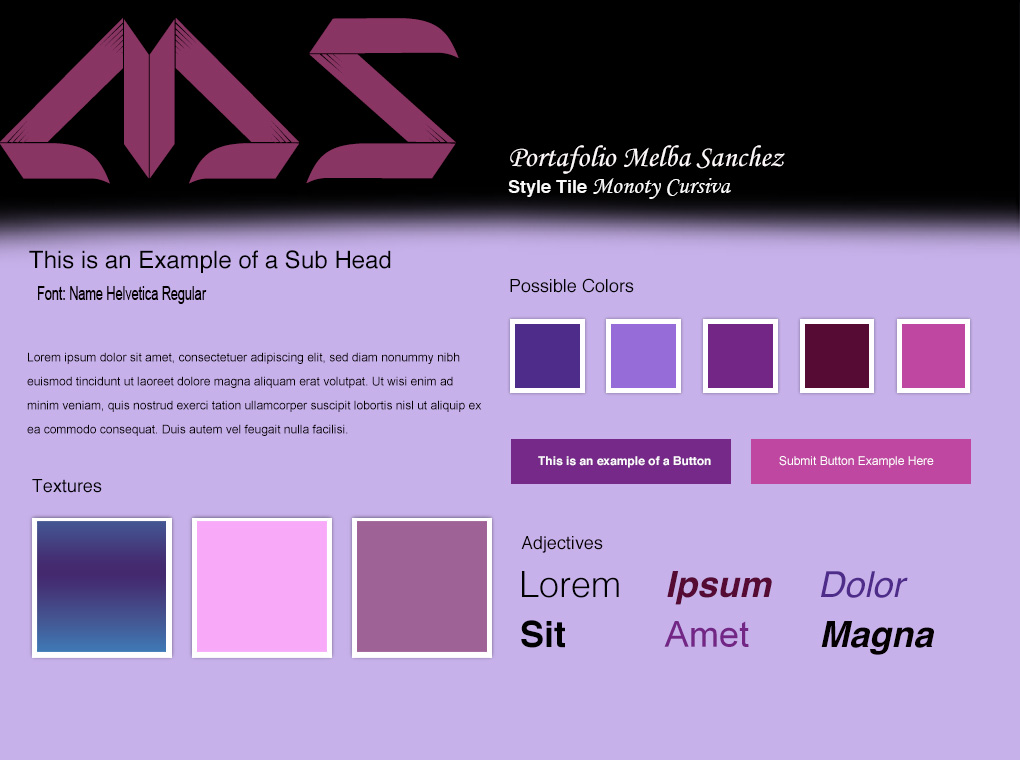 MS
Portafolio Melba Sanchez
Style Tile Monoty Cursiva
This is an Example of a Sub Head
Font: Name Helvetica Regular
Lorem ipsum dolor sit amet, consectetuer adipiscing elit, sed diam nonummy nibh
euismod tincidunt ut laoreet dolore magna aliquam erat volutpat. Ut wisi enim ad
minim veniam, quis nostrud exerci tation ullamcorper suscipit lobortis nisl ut aliquip ex
ea commodo consequat. Duis autem vel feugait nulla facilisi.
Textures
Possible Colors
This is an example of a Button
Submit Button Example Here
Adjectives
Lorem Ipsum Dolor
Sit Amet Magna